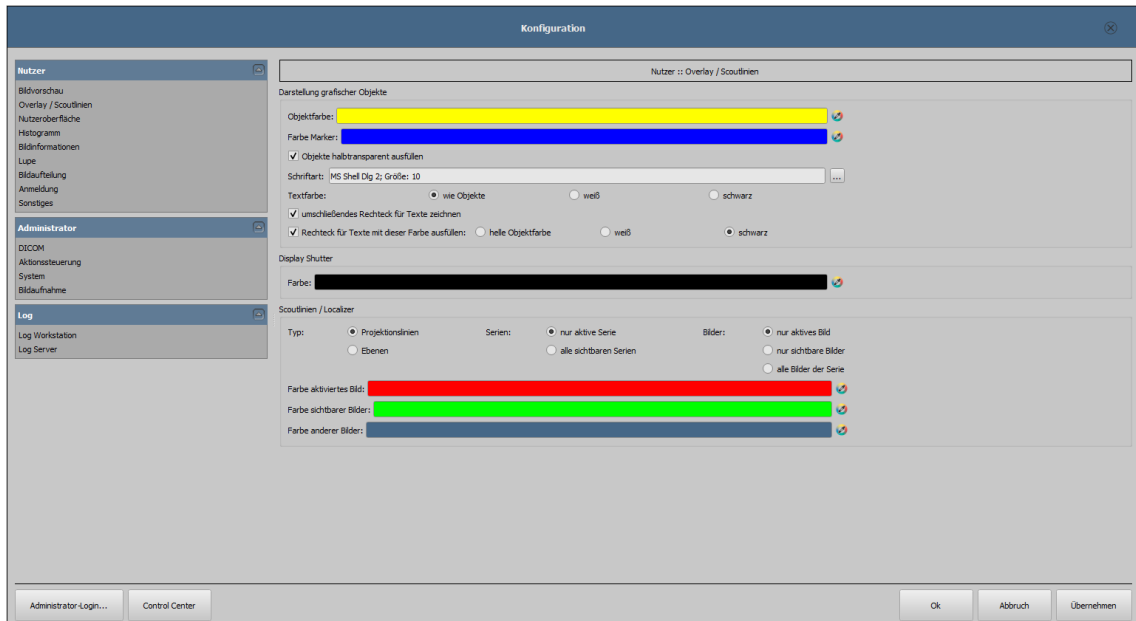 Konfiguration
Nutzer
Bildvorschau
Overlay / Scoutlinien
Nutzeroberfläche
Histogramm
Bildinformationen
Lupe
Bildaufteilung
Anmeldung
Sonstiges
Administrator
DICOM
Aktionssteuerung
System
Bildaufnahme
Log
Log Workstation
Log Server
Nutzer :: Overlay / Scoutlinien
Darstellung grafischer Objekte
Objektfarbe:
Farbe Marker:
Objekte halbtransparent ausfüllen
Schriftart: MS Shell Dlg 2; Größe: 10 ...
Textfarbe: wie Objekte weiß schwarz
umschließendes Rechteck für Texte zeichnen
Rechteck für Texte mit dieser Farbe ausfüllen: helle Objektfarbe weiß schwarz
Display Shutter
Farbe:
Scoutlinien / Localizer
Typ: Projektionslinien Serien: nur aktive Serie Bilder: nur aktives Bild
Ebenen alle sichtbaren Serien nur sichtbare Bilder
alle Bilder der Serie
Farbe aktiviertes Bild:
Farbe sichtbarer Bilder:
Farbe anderer Bilder:
Administrator-Login... Control Center Ok Abbruch Übernehmen